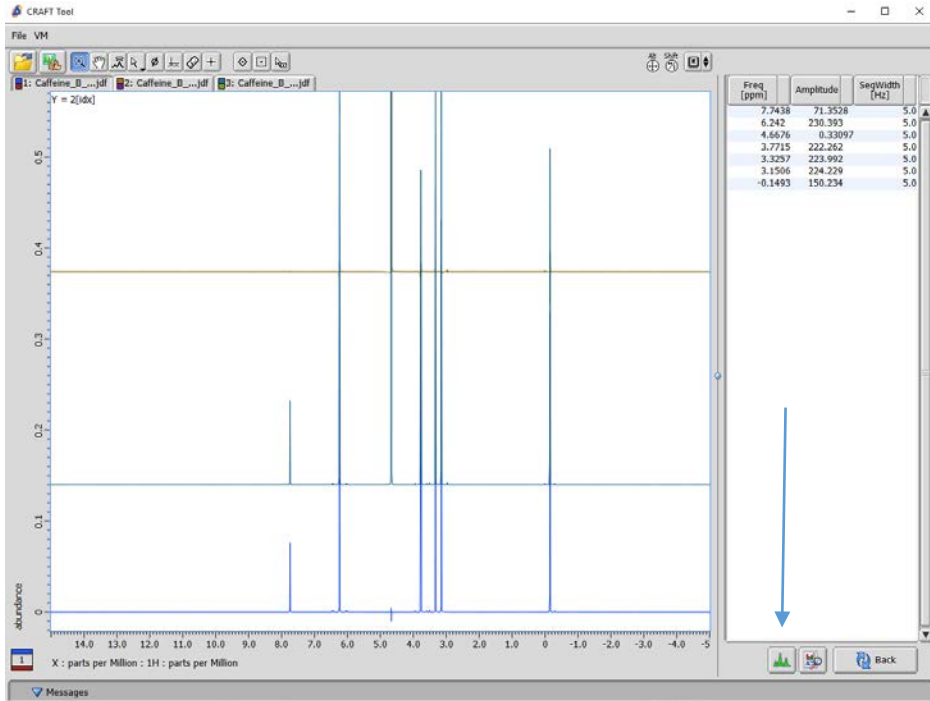 CRAFT Tool
File VM
1: Caffeine_B_...jdf 2: Caffeine_B_...jdf 3: Caffeine_B_...jdf
Y = 2[idx]
Freq [ppm] Amplitude SegWidth [Hz]
7.7438 71.3528 5.0
6.242 230.393 5.0
4.6676 0.33097 5.0
3.7715 222.262 5.0
3.3257 223.992 5.0
3.1506 224.229 5.0
-0.1493 150.234 5.0
0.5
0.4
0.3
0.2
0.1
0
abundance
14.0 13.0 12.0 11.0 10.0 9.0 8.0 7.0 6.0 5.0 4.0 3.0 2.0 1.0 0 -1.0 -2.0 -3.0 -4.0 -5
1
X : parts per Million : 1H : parts per Million
Back
Messages